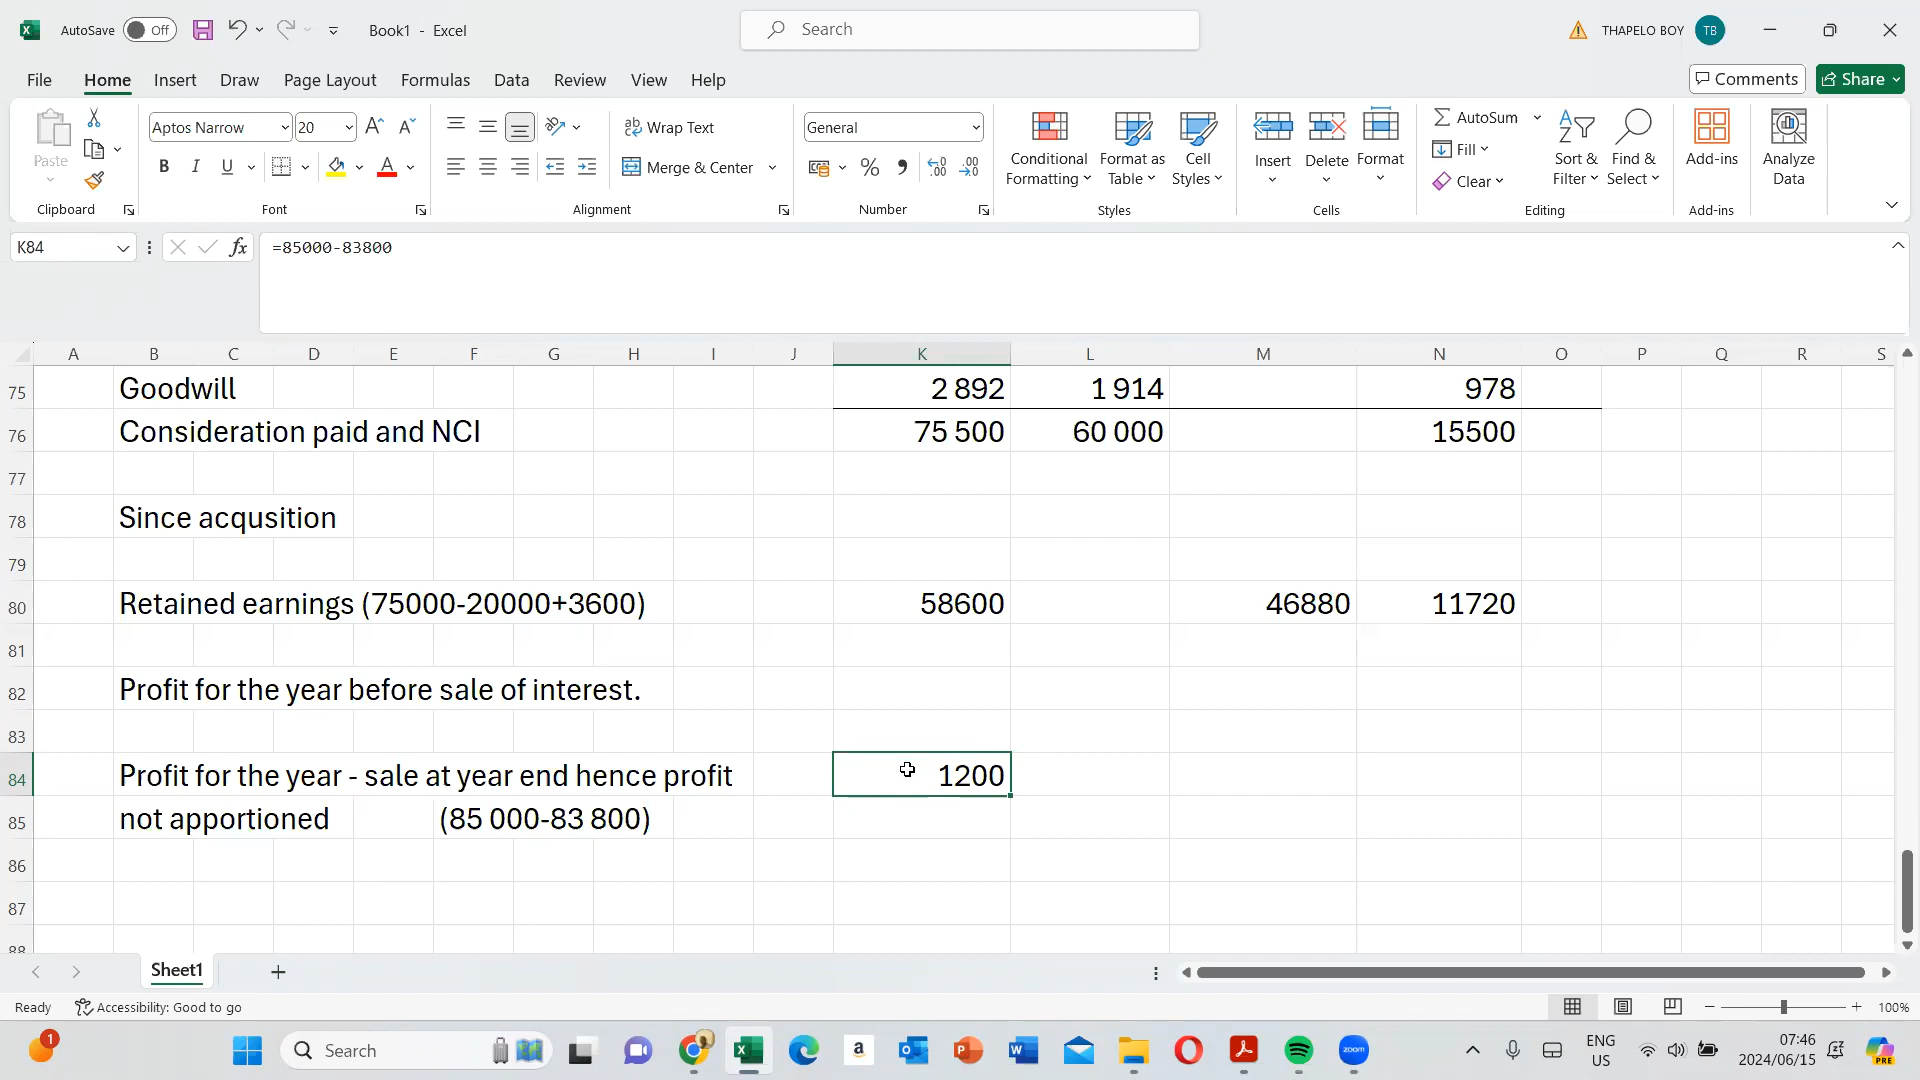 AutoSave Off Book1 - Excel Search THAPELO BOY TB
File Home Insert Draw Page Layout Formulas Data Review View Help Comments Share
Paste Aptos Narrow 20 Wrap Text General Conditional Formatting Format as Table Cell Styles Insert Delete Format AutoSum Sort & Filter Find & Select Add-ins Analyze Data
B I U Merge & Center Fill
Clear
Clipboard Font Alignment Number Styles Cells Editing Add-ins
K84 fx =85000-83800
A B C D E F G H I J K L M N O P Q R S
75 Goodwill 2 892 1 914 978
76 Consideration paid and NCI 75 500 60 000 15500
77
78 Since acqusition
79
80 Retained earnings (75000-20000+3600) 58600 46880 11720
81
82 Profit for the year before sale of interest.
83
84 Profit for the year - sale at year end hence profit 1200
85 not apportioned (85 000-83 800)
86
87
88
Sheet1
Ready Accessibility: Good to go 100%
1 Search ENG US 07:46 2024/06/15 PRE